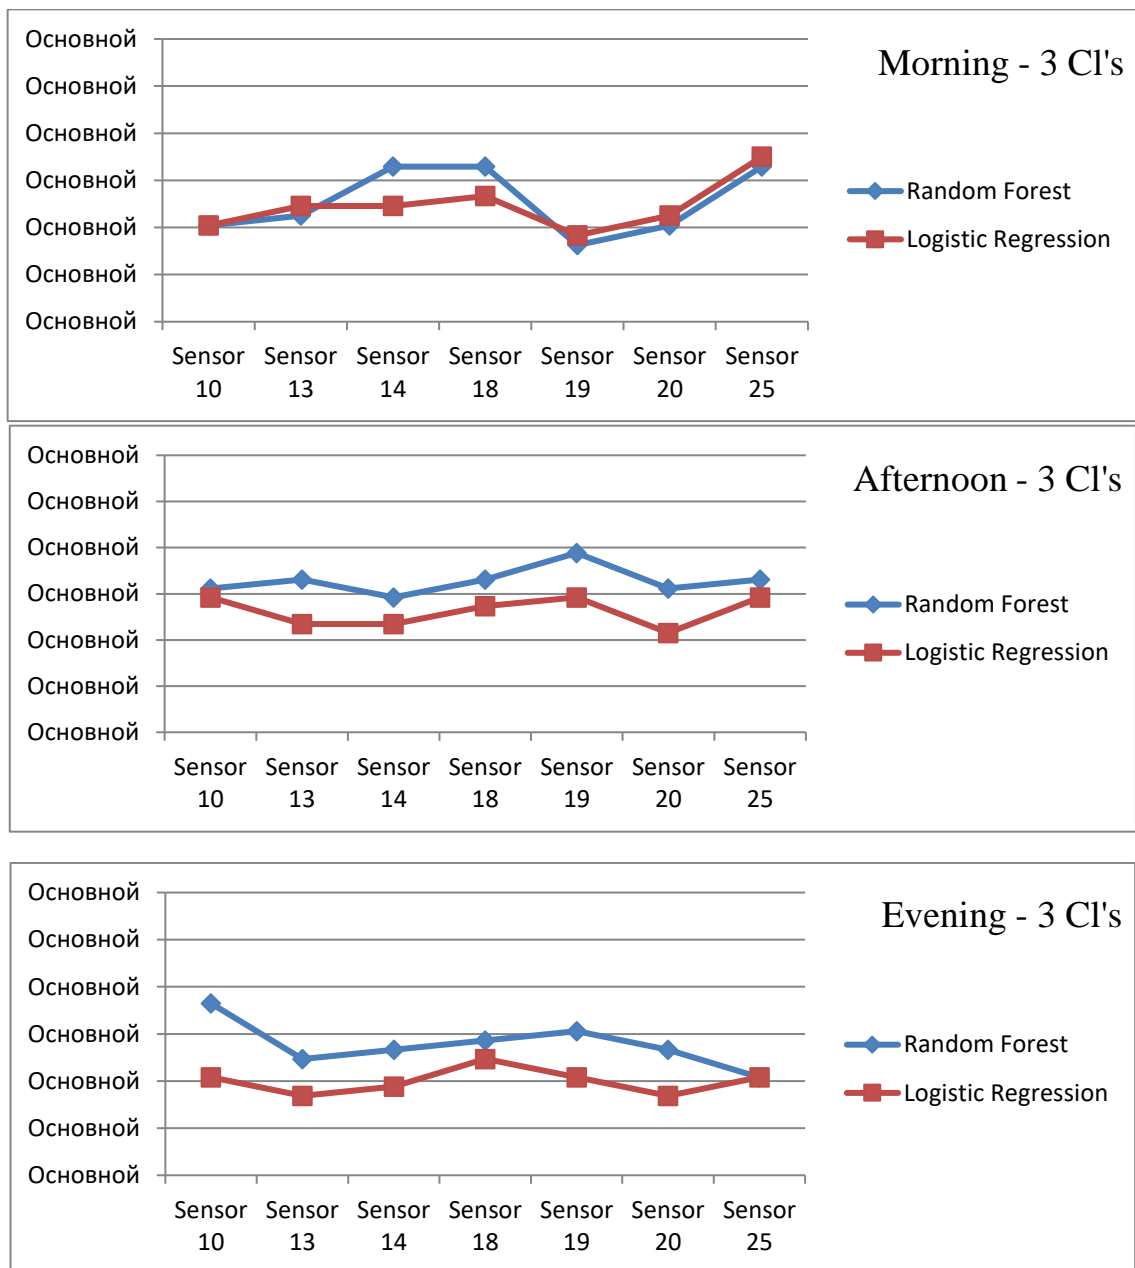 Основной
Morning - 3 Cl's
Основной
Основной
Основной
Основной
Основной
Основной
Random Forest
Logistic Regression
Sensor 10
Sensor 13
Sensor 14
Sensor 18
Sensor 19
Sensor 20
Sensor 25
Основной
Afternoon - 3 Cl's
Основной
Основной
Основной
Основной
Основной
Основной
Random Forest
Logistic Regression
Sensor 10
Sensor 13
Sensor 14
Sensor 18
Sensor 19
Sensor 20
Sensor 25
Основной
Evening - 3 Cl's
Основной
Основной
Основной
Основной
Основной
Основной
Random Forest
Logistic Regression
Sensor 10
Sensor 13
Sensor 14
Sensor 18
Sensor 19
Sensor 20
Sensor 25